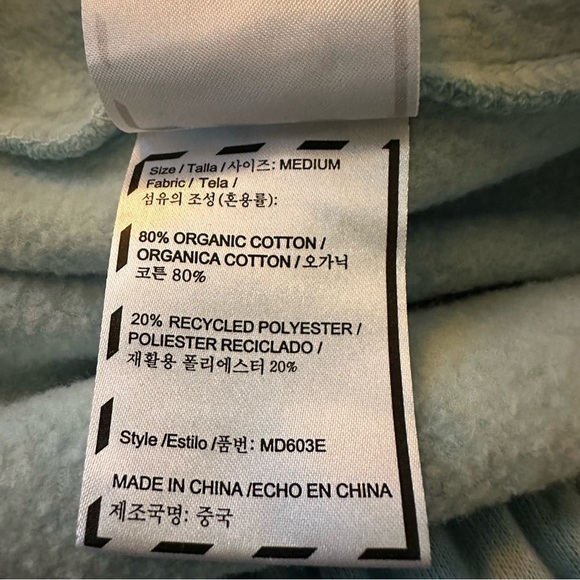 Size / Talla / 사이즈: MEDIUM
Fabric / Tela /
섬유의 조성(혼용률):
80% ORGANIC COTTON /
ORGANICA COTTON / 오가닉
코튼 80%
20% RECYCLED POLYESTER /
POLIESTER RECICLADO /
재활용 폴리에스터 20%
Style /Estilo /품번: MD603E
MADE IN CHINA /ECHO EN CHINA
제조국명: 중국